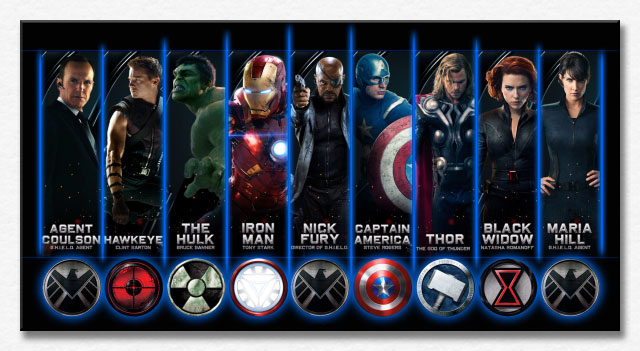 AGENT
COULSON
S.H.I.E.L.D. AGENT
HAWKEYE
CLINT BARTON
THE
HULK
BRUCE BANNER
IRON
MAN
TONY STARK
NICK
FURY
DIRECTOR OF S.H.I.E.L.D.
CAPTAIN
AMERICA
STEVE ROGERS
THOR
THE GOD OF THUNDER
BLACK
WIDOW
NATASHA ROMANOFF
MARIA
HILL
S.H.I.E.L.D. AGENT